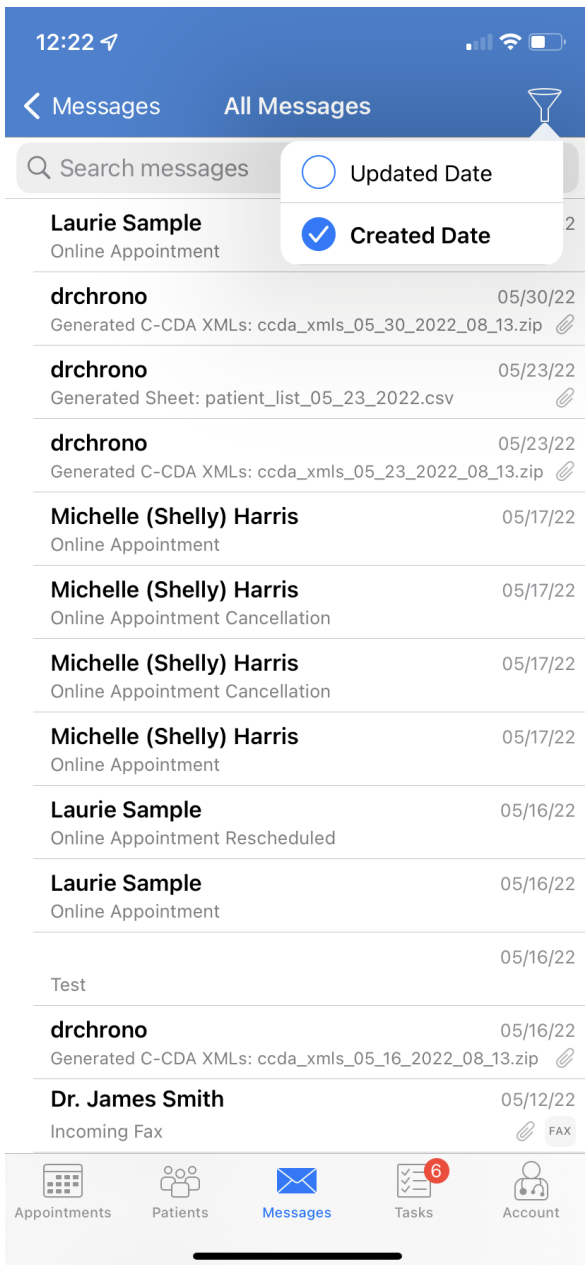 12:22
Messages
All Messages
Search messages
Updated Date
Created Date
Laurie Sample
2
Online Appointment
drchrono
05/30/22
Generated C-CDA XMLs: ccda_xmls_05_30_2022_08_13.zip
drchrono
05/23/22
Generated Sheet: patient_list_05_23_2022.csv
drchrono
05/23/22
Generated C-CDA XMLs: ccda_xmls_05_23_2022_08_13.zip
Michelle (Shelly) Harris
05/17/22
Online Appointment
Michelle (Shelly) Harris
05/17/22
Online Appointment Cancellation
Michelle (Shelly) Harris
05/17/22
Online Appointment Cancellation
Michelle (Shelly) Harris
05/17/22
Online Appointment
Laurie Sample
05/16/22
Online Appointment Rescheduled
Laurie Sample
05/16/22
Online Appointment
05/16/22
Test
drchrono
05/16/22
Generated C-CDA XMLs: ccda_xmls_05_16_2022_08_13.zip
Dr. James Smith
05/12/22
Incoming Fax
FAX
6
Appointments
Patients
Messages
Tasks
Account